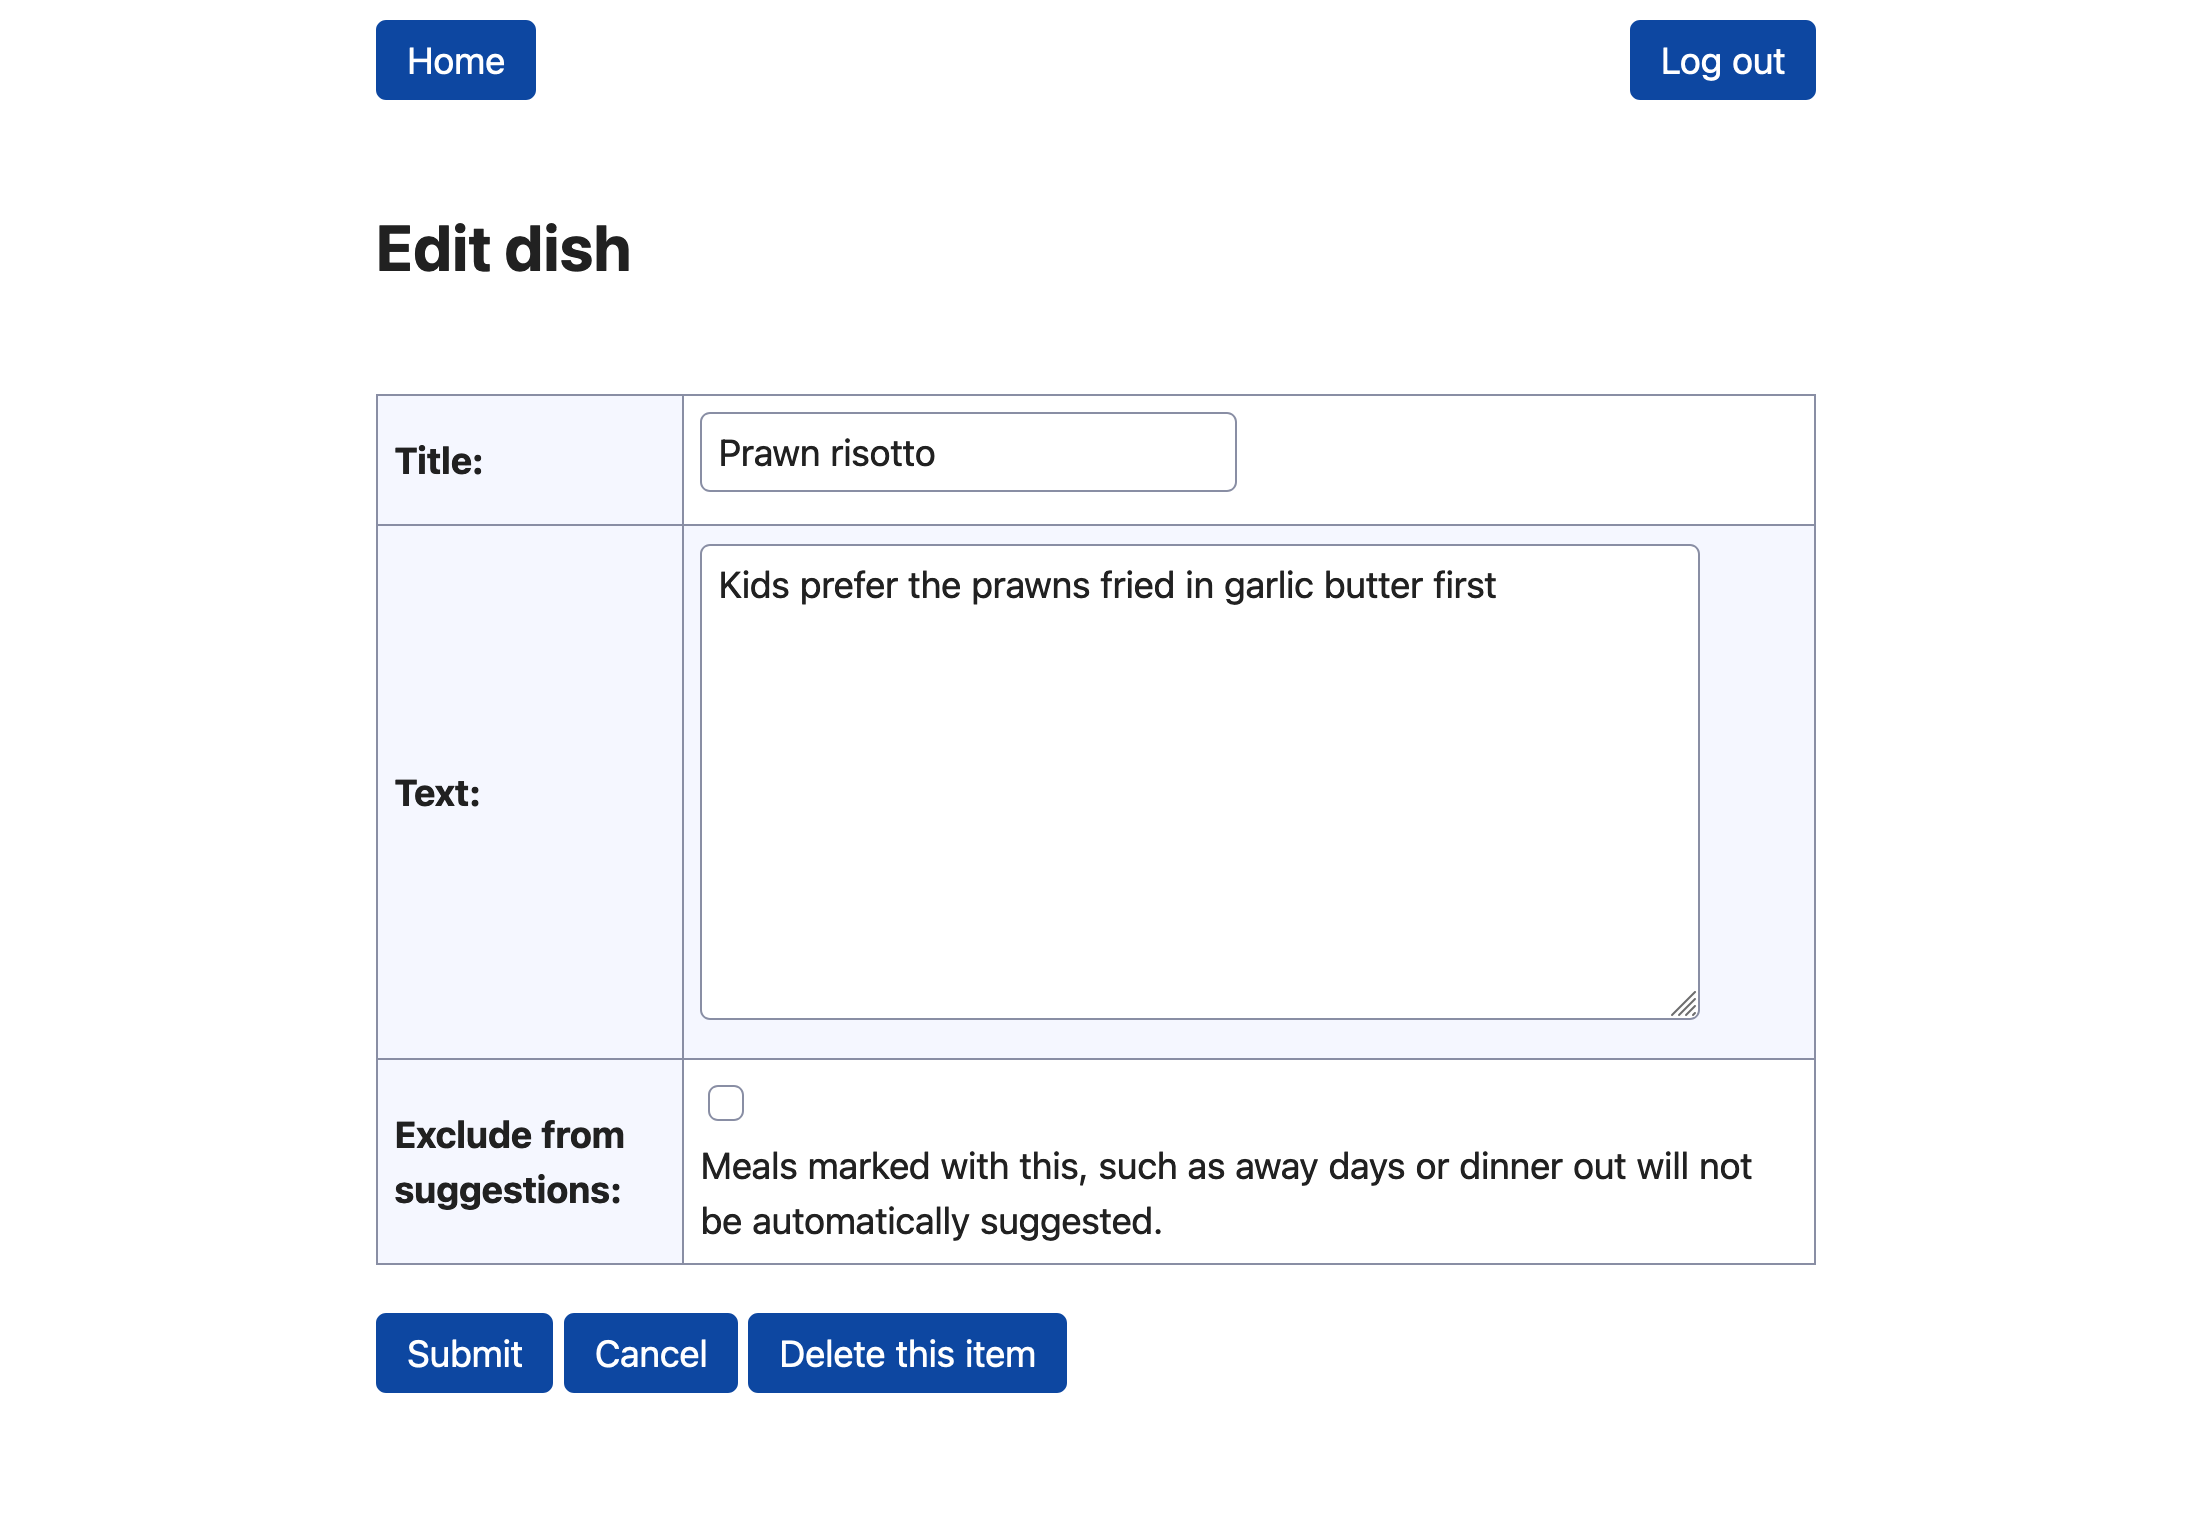 Home
Log out
Edit dish
Title:
Prawn risotto
Text:
Kids prefer the prawns fried in garlic butter first
Exclude from
suggestions:
Meals marked with this, such as away days or dinner out will not
be automatically suggested.
Submit
Cancel
Delete this item